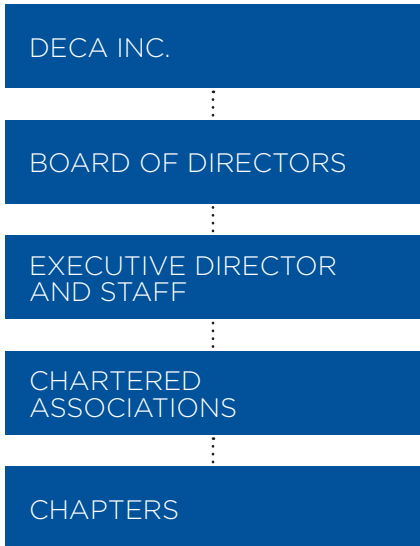 DECA INC.
BOARD OF DIRECTORS
EXECUTIVE DIRECTOR
AND STAFF
CHARTERED
ASSOCIATIONS
CHAPTERS